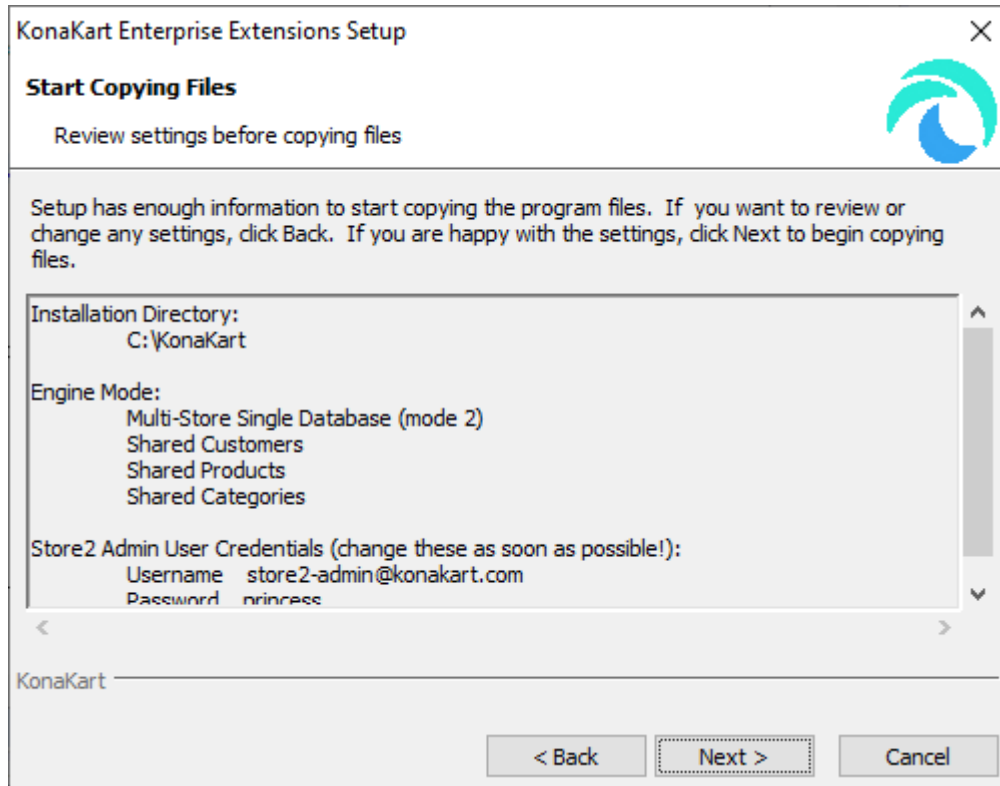 KonaKart Enterprise Extensions Setup
Start Copying Files
Review settings before copying files
Setup has enough information to start copying the program files.  If  you want to review or
change any settings, click Back.  If you are happy with the settings, click Next to begin copying
files.
Installation Directory:
C:\KonaKart
Engine Mode:
Multi-Store Single Database (mode 2)
Shared Customers
Shared Products
Shared Categories
Store2 Admin User Credentials (change these as soon as possible!):
Username    store2-admin@konakart.com
Password    princess
KonaKart
< Back
Next >
Cancel